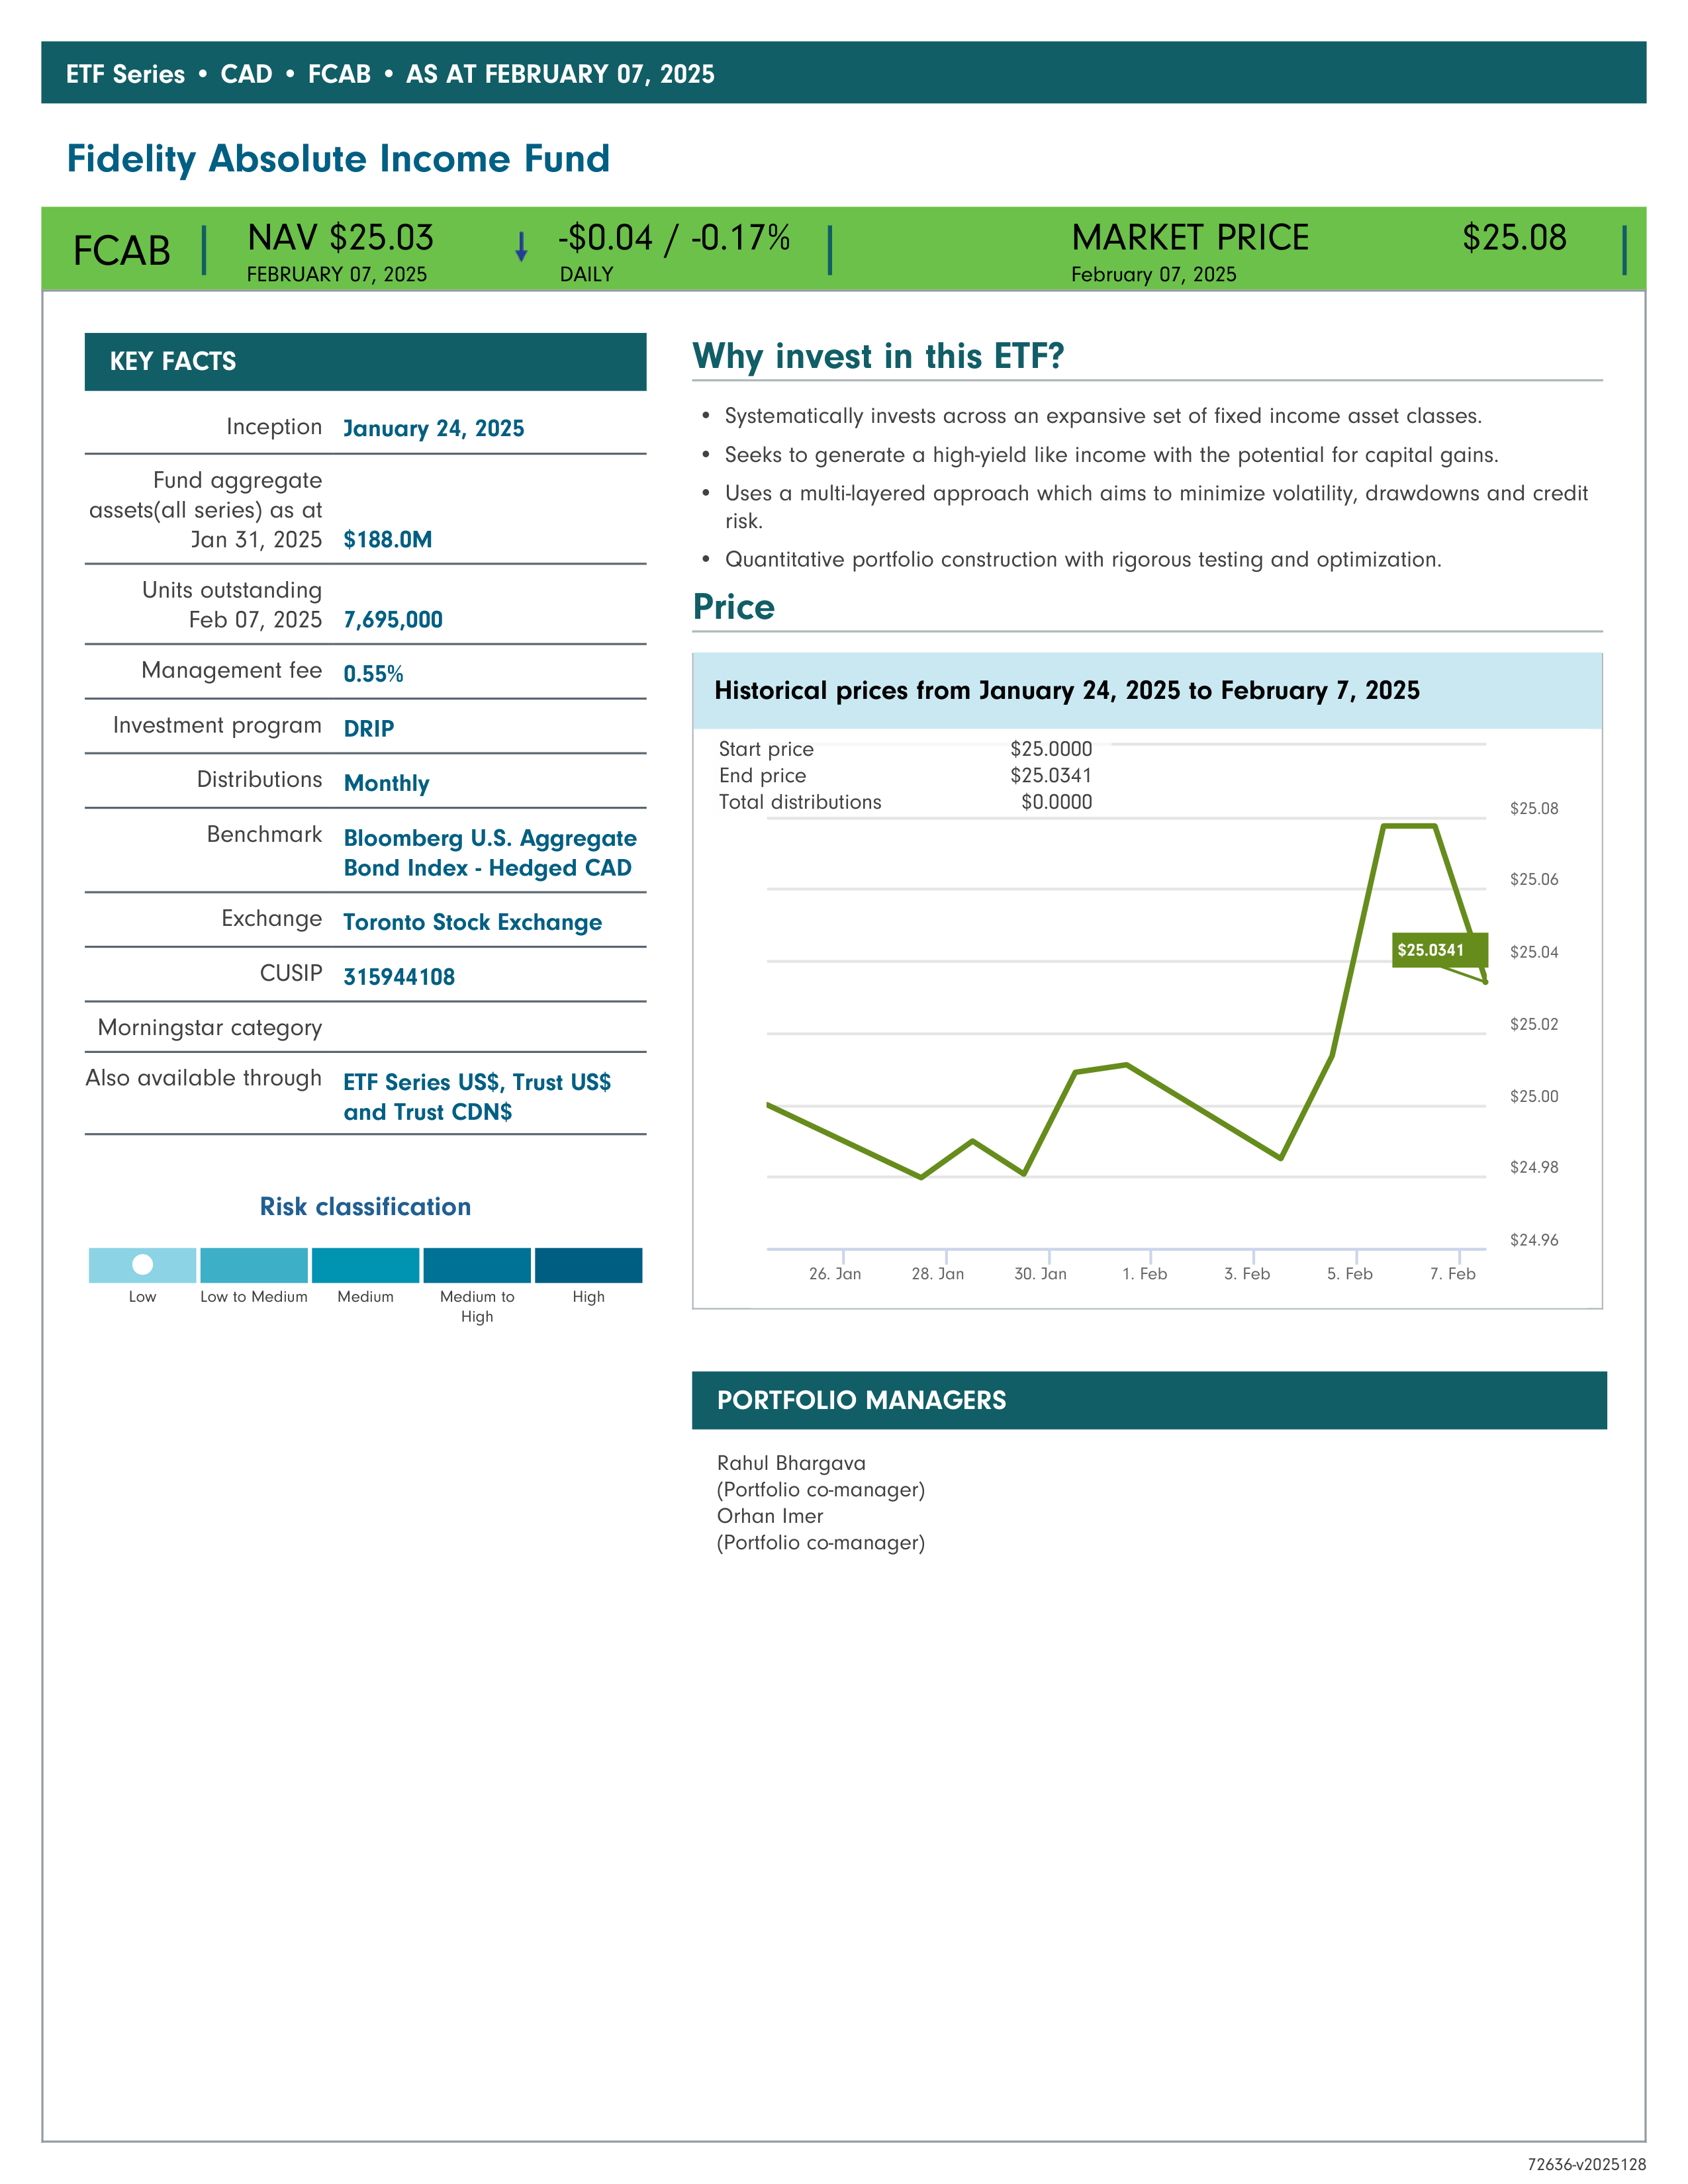 ETF Series • CAD • FCAB • AS AT FEBRUARY 07, 2025
Fidelity Absolute Income Fund
FCAB
NAV $25.03
FEBRUARY 07, 2025
-$0.04 / -0.17%
DAILY
MARKET PRICE $25.08
February 07, 2025
KEY FACTS
Inception January 24, 2025
Fund aggregate
assets(all series) as at
Jan 31, 2025 $188.0M
Units outstanding
Feb 07, 2025 7,695,000
Management fee 0.55%
Investment program DRIP
Distributions Monthly
Benchmark Bloomberg U.S. Aggregate
Bond Index - Hedged CAD
Exchange Toronto Stock Exchange
CUSIP 315944108
Morningstar category
Also available through ETF Series US$, Trust US$
and Trust CDN$
Risk classification
Low Low to Medium Medium Medium to High
High
Why invest in this ETF?
• Systematically invests across an expansive set of fixed income asset classes.
• Seeks to generate a high-yield like income with the potential for capital gains.
• Uses a multi-layered approach which aims to minimize volatility, drawdowns and credit
risk.
• Quantitative portfolio construction with rigorous testing and optimization.
Price
Historical prices from January 24, 2025 to February 7, 2025
Start price $25.0000
End price $25.0341
Total distributions $0.0000
$25.08
$25.06
$25.0341
$25.04
$25.02
$25.00
$24.98
$24.96
26. Jan 28. Jan 30. Jan 1. Feb 3. Feb 5. Feb 7. Feb
PORTFOLIO MANAGERS
Rahul Bhargava
(Portfolio co-manager)
Orhan Imer
(Portfolio co-manager)
72636-v2025128